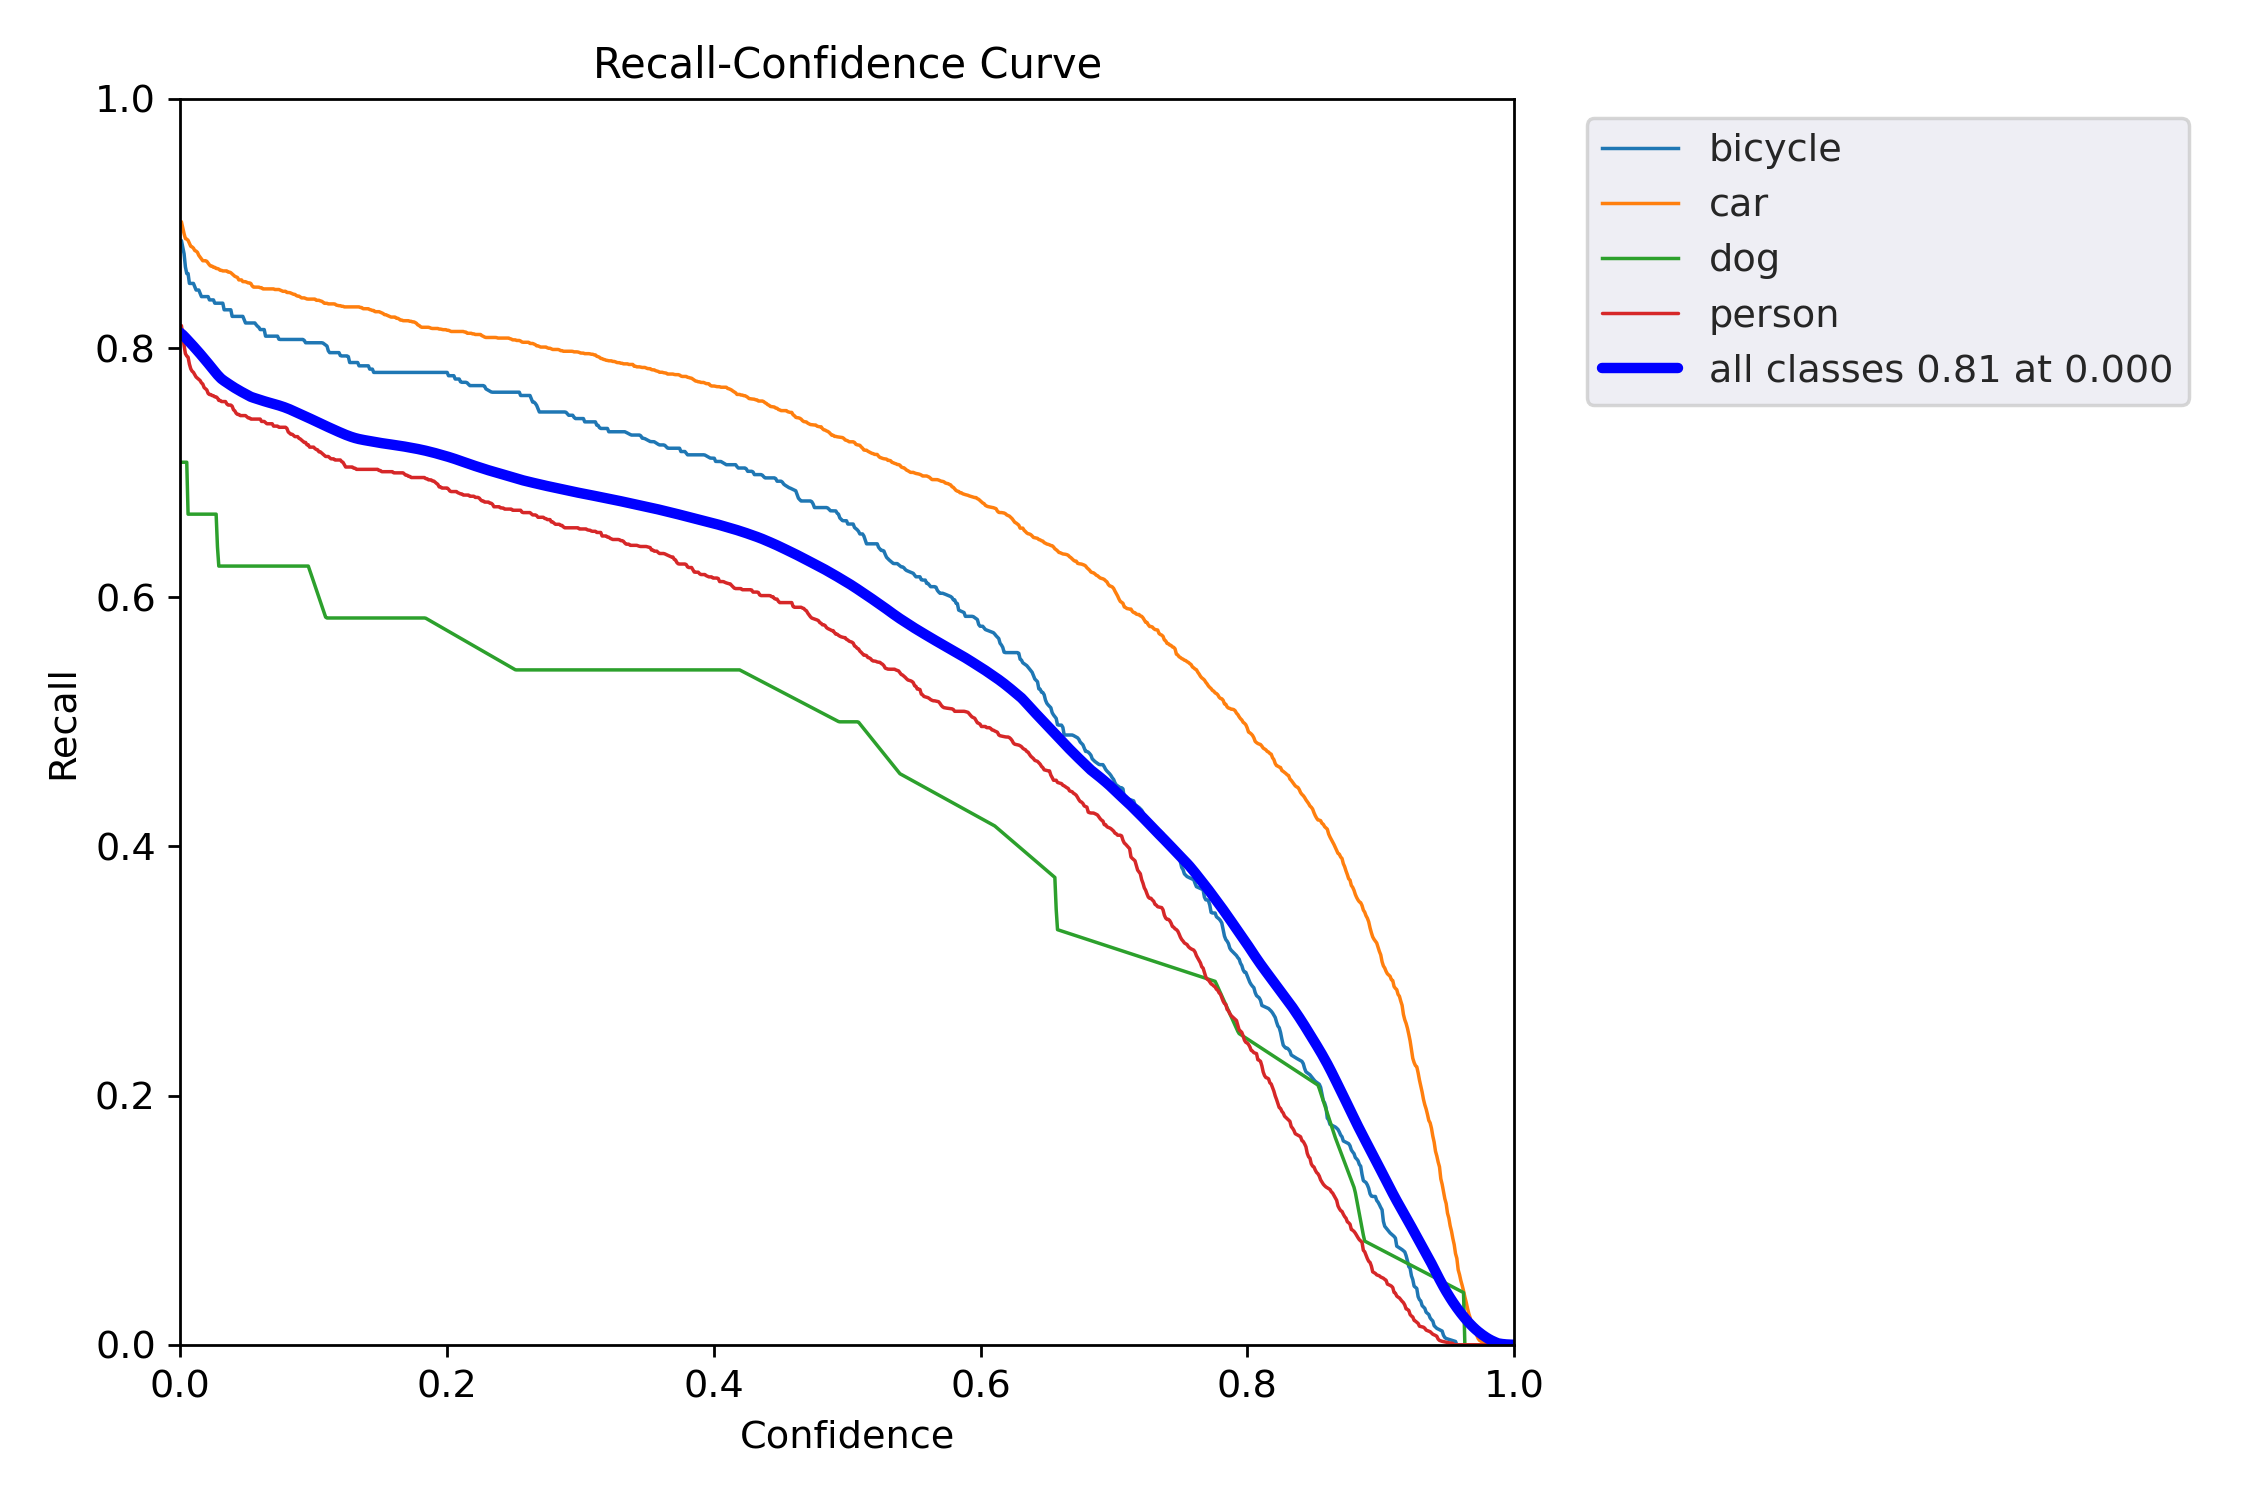 Recall-Confidence Curve
1.0
0.8
0.6
0.4
0.2
0.0
Recall
0.0 0.2 0.4 0.6 0.8 1.0
Confidence
bicycle
car
dog
person
all classes 0.81 at 0.000